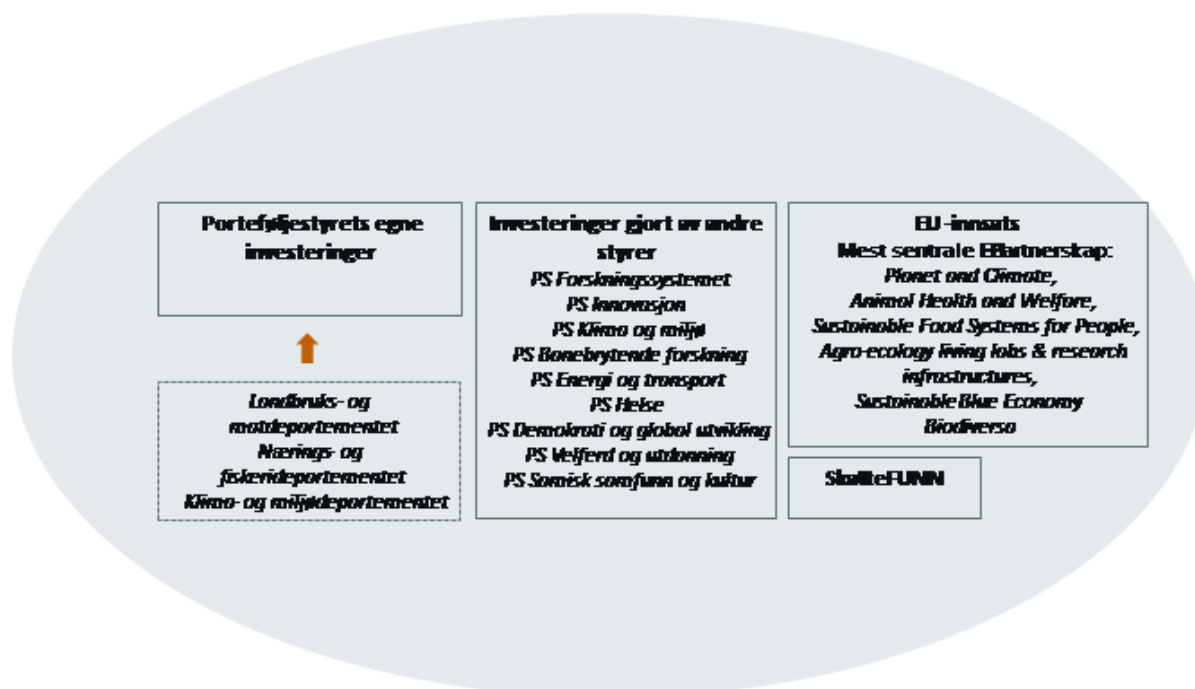 Porteføljestyrets egne
investeringer
Landbruks- og
matdepartementet
Nærings- og
fiskeridepartementet
Klima- og miljødepartementet
Investeringer gjort av andre
styrer
PS Forskningssystemet
PS Innovasjon
PS Klima og miljø
PS Banebrytende forskning
PS Energi og transport
PS Helse
PS Demokrati og global utvikling
PS Velferd og utdanning
PS Samisk samfunn og kultur
EU-innsats
Mest sentrale
Planet and Climate,
Animal Health and Welfare,
Sustainable Food Systems for People,
Agro-ecology living labs & research
infrastructures,
Sustainable Blue Economy
Biodiversa
SkatteFUNN